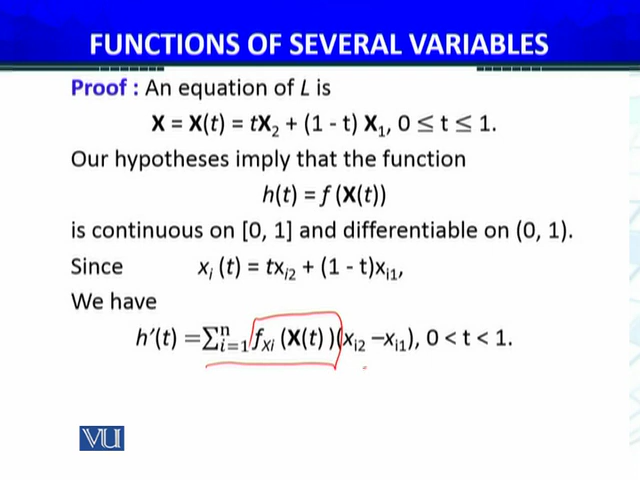 FUNCTIONS OF SEVERAL VARIABLES
Proof : An equation of L is
X = X(t) = tX₂ + (1 - t) X₁, 0 ≤ t ≤ 1.
Our hypotheses imply that the function
h(t) = f (X(t))
is continuous on [0, 1] and differentiable on (0, 1).
Since xᵢ (t) = txᵢ₂ + (1 - t)xᵢ₁,
We have
h′(t) =∑ⁿᵢ₌₁ fₓᵢ (X(t) )(xᵢ₂ –xᵢ₁), 0 < t < 1.
VU